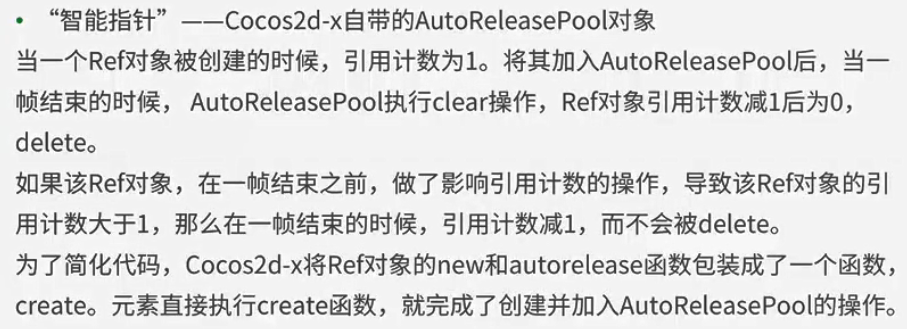 • “智能指针”——Cocos2d-x自带的AutoReleasePool对象
当一个Ref对象被创建的时候，引用计数为1。将其加入AutoReleasePool后，当一
帧结束的时候， AutoReleasePool执行clear操作，Ref对象引用计数减1后为0，
delete。
如果该Ref对象，在一帧结束之前，做了影响引用计数的操作，导致该Ref对象的引
用计数大于1，那么在一帧结束的时候，引用计数减1，而不会被delete。
为了简化代码，Cocos2d-x将Ref对象的new和autorelease函数包装成了一个函数，
create。元素直接执行create函数，就完成了创建并加入AutoReleasePool的操作。